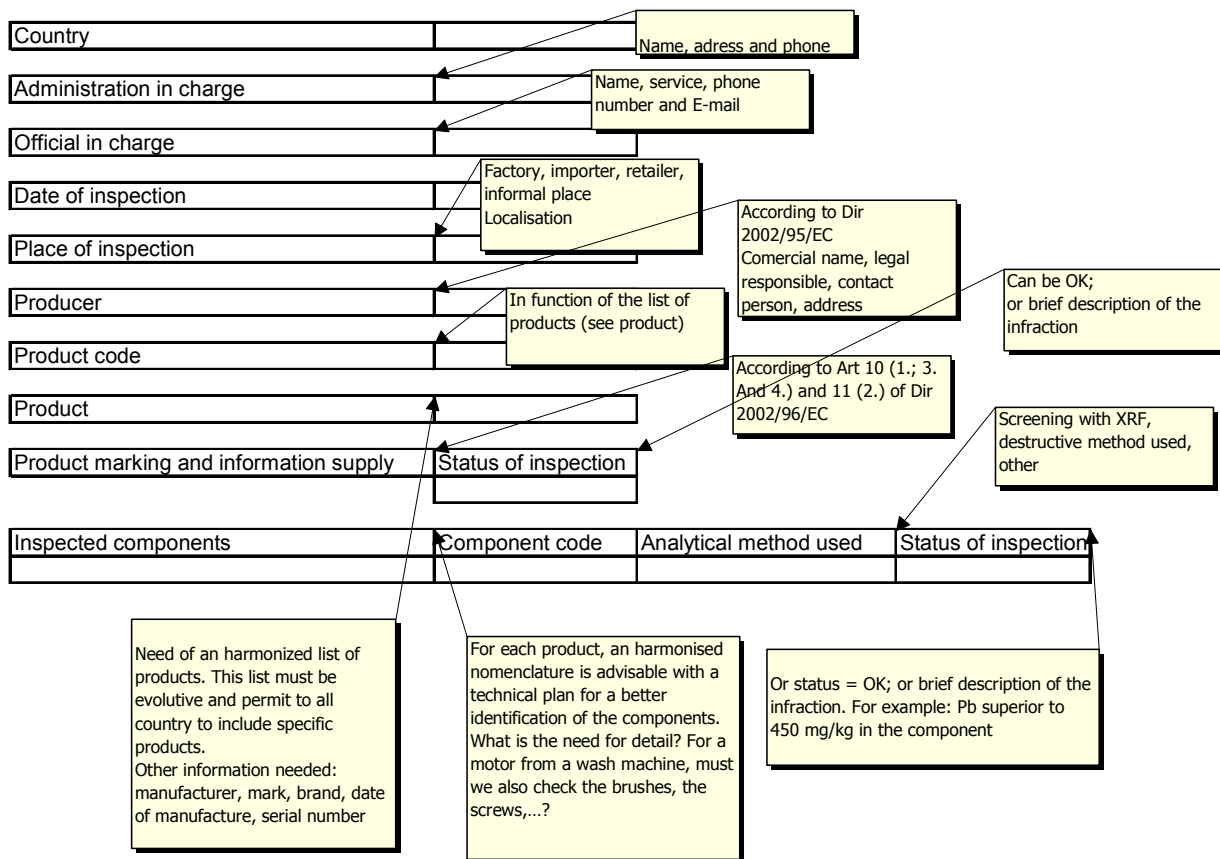 Country
Name, adress and phone
Administration in charge
Name, service, phone
number and E-mail
Official in charge
Date of inspection
Factory, importer, retailer,
informal place
Localisation
Place of inspection
According to Dir
2002/95/EC
Comercial name, legal
responsible, contact
person, address
Producer
In function of the list of
products (see product)
Can be OK;
or brief description of the
infraction
Product code
According to Art 10 (1.; 3.
And 4.) and 11 (2.) of Dir
2002/96/EC
Product
Screening with XRF,
destructive method used,
other
Product marking and information supply Status of inspection
Inspected components Component code Analytical method used Status of inspection
Need of an harmonized list of
products. This list must be
evolutive and permit to all
country to include specific
products.
Other information needed:
manufacturer, mark, brand, date
of manufacture, serial number
For each product, an harmonised
nomenclature is advisable with a
technical plan for a better
identification of the components.
What is the need for detail? For a
motor from a wash machine, must
we also check the brushes, the
screws,...?
Or status = OK; or brief description of the
infraction. For example: Pb superior to
450 mg/kg in the component